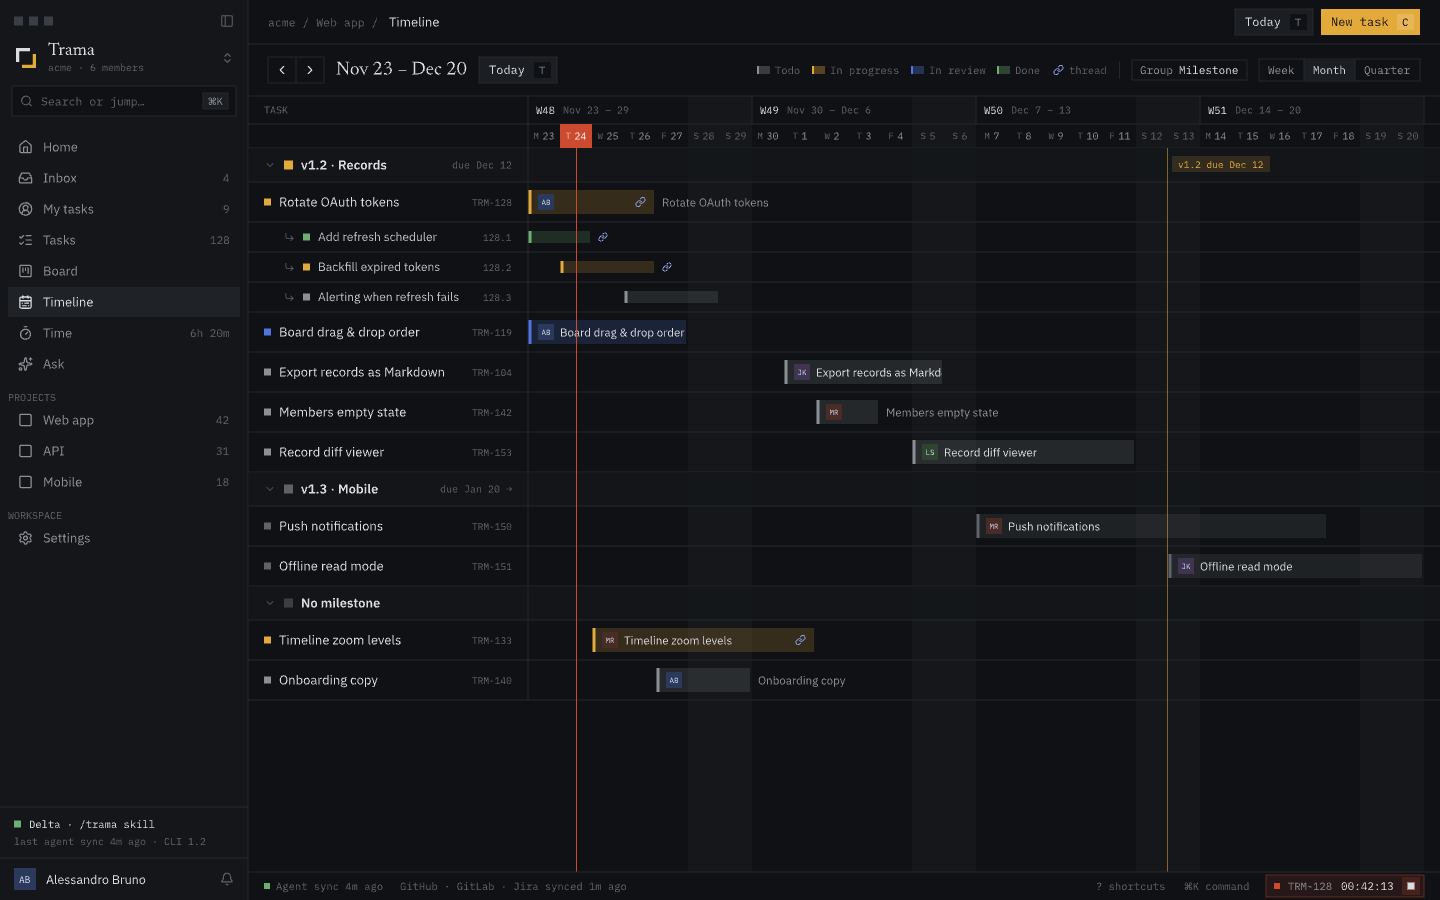 acme / Web app / Timeline
Today T
New task C
Trama
acme · 6 members
Search or jump… ⌘K
Home
Inbox 4
My tasks 9
Tasks 128
Board
Timeline
Time 6h 20m
Ask
PROJECTS
Web app 42
API 31
Mobile 18
WORKSPACE
Settings
Delta · /trama skill
last agent sync 4m ago · CLI 1.2
AB Alessandro Bruno
Nov 23 – Dec 20 Today T
Todo In progress In review Done thread
Group Milestone
Week Month Quarter
TASK
W48 Nov 23 – 29 W49 Nov 30 – Dec 6 W50 Dec 7 – 13 W51 Dec 14 – 20
M 23 T 24 W 25 T 26 F 27 S 28 S 29 M 30 T 1 W 2 T 3 F 4 S 5 S 6 M 7 T 8 W 9 T 10 F 11 S 12 S 13 M 14 T 15 W 16 T 17 F 18 S 19 S 20
v1.2 · Records due Dec 12 v1.2 due Dec 12
Rotate OAuth tokens TRM-128 AB Rotate OAuth tokens
Add refresh scheduler 128.1
Backfill expired tokens 128.2
Alerting when refresh fails 128.3
Board drag & drop order TRM-119 AB Board drag & drop order
Export records as Markdown TRM-104 JK Export records as Markd
Members empty state TRM-142 MR Members empty state
Record diff viewer TRM-153 LS Record diff viewer
v1.3 · Mobile due Jan 20 →
Push notifications TRM-150 MR Push notifications
Offline read mode TRM-151 JK Offline read mode
No milestone
Timeline zoom levels TRM-133 MR Timeline zoom levels
Onboarding copy TRM-140 AB Onboarding copy
Agent sync 4m ago GitHub · GitLab · Jira synced 1m ago
? shortcuts ⌘K command TRM-128 00:42:13